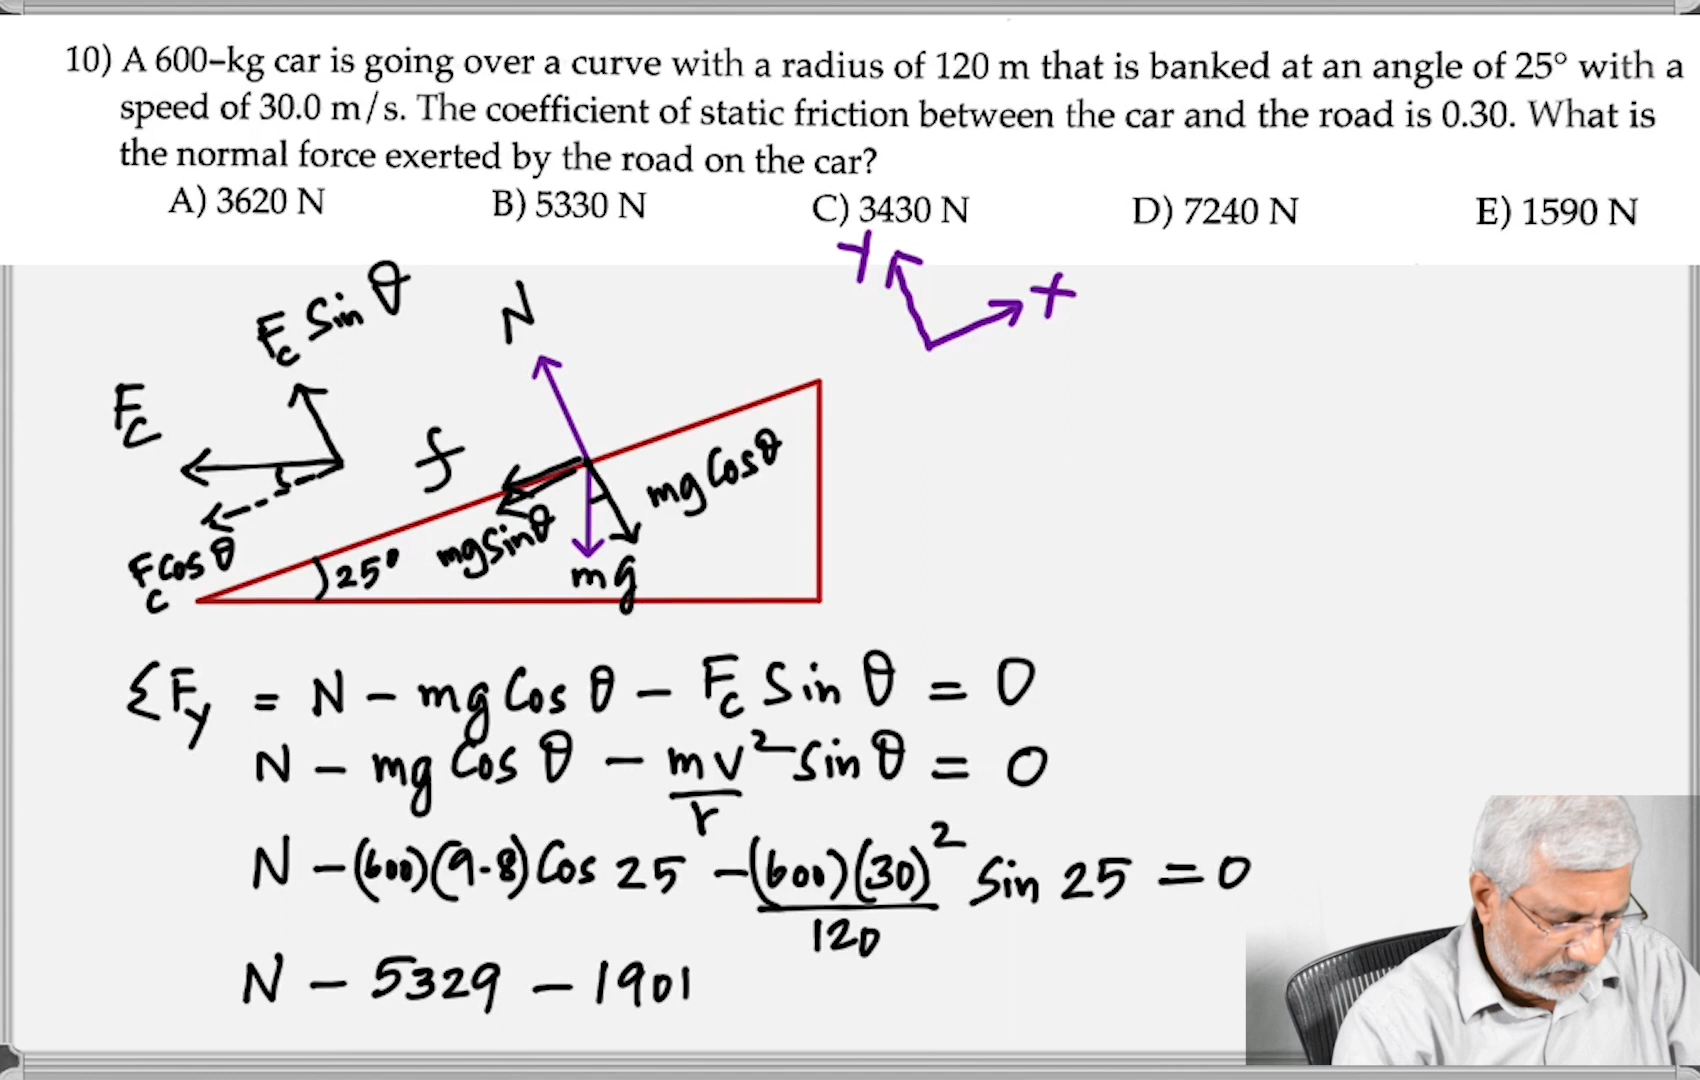 10) A 600–kg car is going over a curve with a radius of 120 m that is banked at an angle of 25° with a
speed of 30.0 m/s. The coefficient of static friction between the car and the road is 0.30. What is
the normal force exerted by the road on the car?
A) 3620 N B) 5330 N C) 3430 N D) 7240 N E) 1590 N
Y
X
Fc Sin θ
N
Fc
f
mg Cos θ
Fc Cos θ
25°
mg Sin θ
mg
ΣFy = N - mg Cos θ - Fc Sin θ = 0
N - mg Cos θ - mv²/r Sin θ = 0
N - (600)(9.8) Cos 25 - (600)(30)²/120 Sin 25 = 0
N - 5329 - 1901